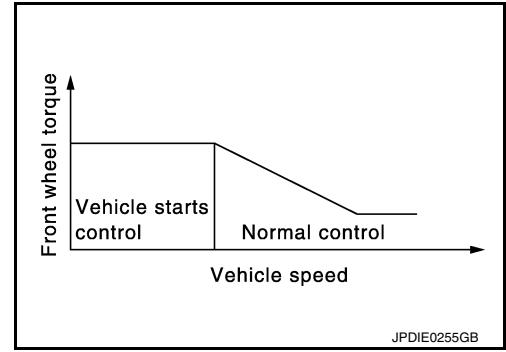 Front wheel torque
Vehicle starts
control
Normal control
Vehicle speed
JPDIE0255GB